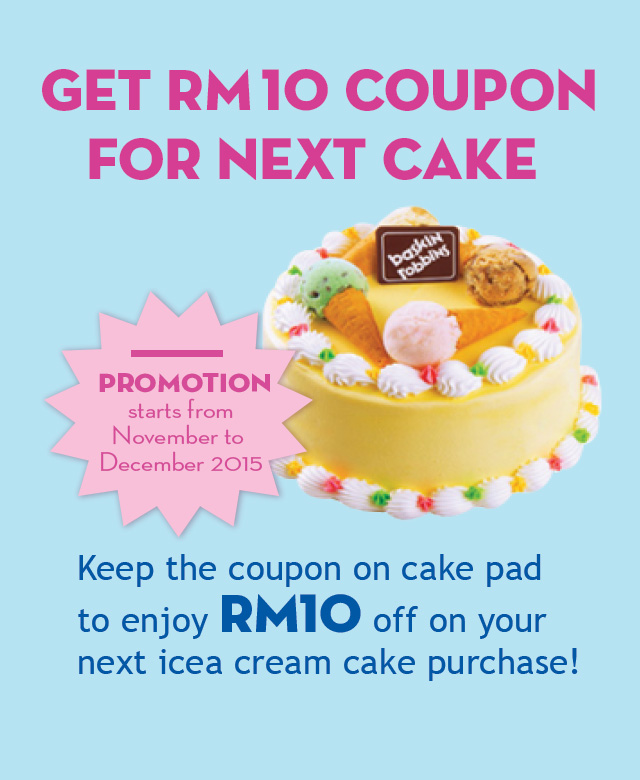 GET RM10 COUPON
FOR NEXT CAKE
baskin
robbins
PROMOTION
starts from
November to
December 2015
Keep the coupon on cake pad
to enjoy RM10 off on your
next icea cream cake purchase!